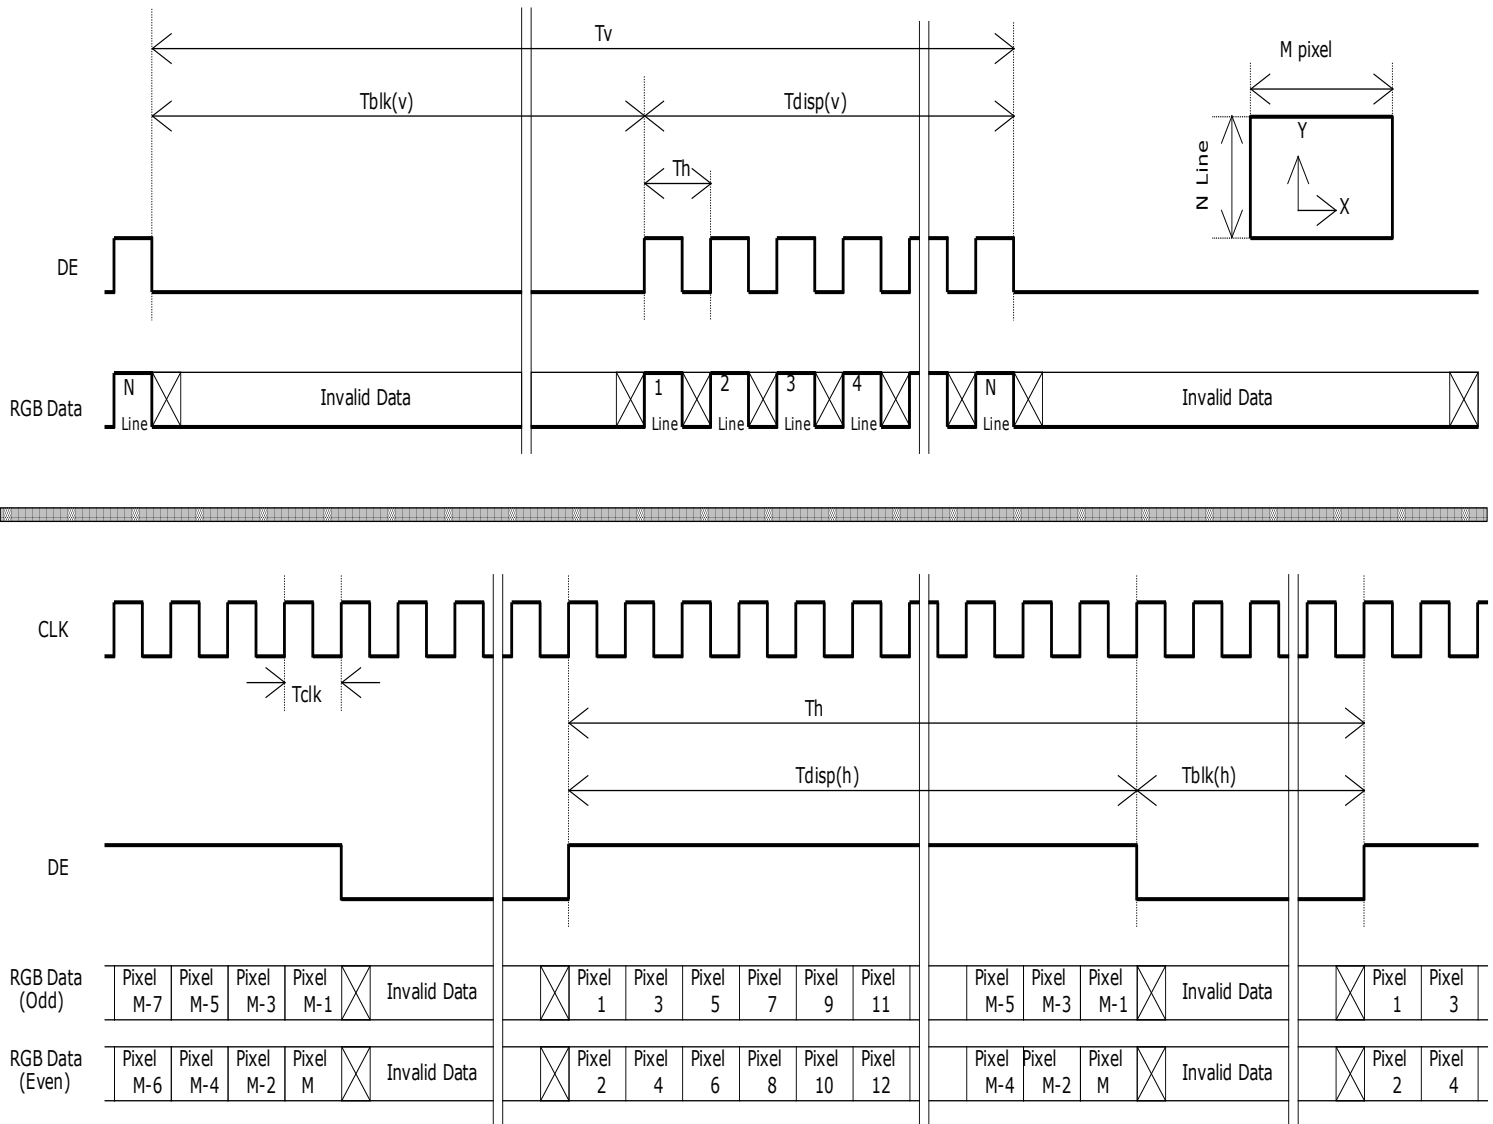 Tv
M pixel
Tblk(v)
Tdisp(v)
Th
N Line
Y
X
DE
RGB Data
N Line
Invalid Data
1 Line
2 Line
3 Line
4 Line
N Line
Invalid Data
CLK
Tclk
Th
Tdisp(h)
Tblk(h)
DE
RGB Data (Odd)
Pixel M-7
Pixel M-5
Pixel M-3
Pixel M-1
Invalid Data
Pixel 1
Pixel 3
Pixel 5
Pixel 7
Pixel 9
Pixel 11
Pixel M-5
Pixel M-3
Pixel M-1
Invalid Data
Pixel 1
Pixel 3
RGB Data (Even)
Pixel M-6
Pixel M-4
Pixel M-2
Pixel M
Invalid Data
Pixel 2
Pixel 4
Pixel 6
Pixel 8
Pixel 10
Pixel 12
Pixel M-4
Pixel M-2
Pixel M
Invalid Data
Pixel 2
Pixel 4